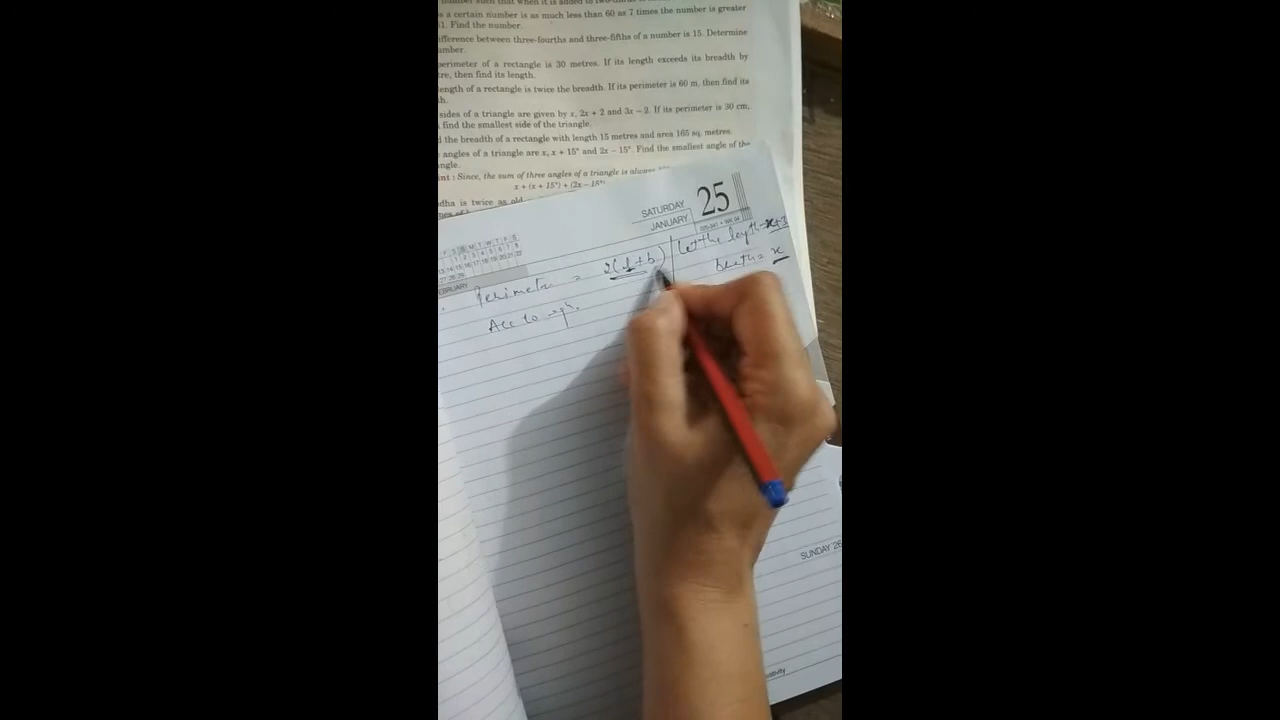 number such that when it is added to two-thirds
a certain number is as much less than 60 as 7 times the number is greater
1. Find the number.
ifference between three-fourths and three-fifths of a number is 15. Determine
umber.
perimeter of a rectangle is 30 metres. If its length exceeds its breadth by
tre, then find its length.
length of a rectangle is twice the breadth. If its perimeter is 60 m, then find its
h.
sides of a triangle are given by x, 2x + 2 and 3x – 2. If its perimeter is 30 cm,
find the smallest side of the triangle.
d the breadth of a rectangle with length 15 metres and area 165 sq. metres.
angles of a triangle are x, x + 15° and 2x – 15°. Find the smallest angle of the
angle.
int : Since, the sum of three angles of a triangle is always
x + (x + 15°) + (2x – 15°)
dha is twice as old
SATURDAY
JANUARY
25
M T W T F S
EBRUARY
Perimeter = 2(l+b)
Let the length = x+3
breth = x
Acc to
SUNDAY 26